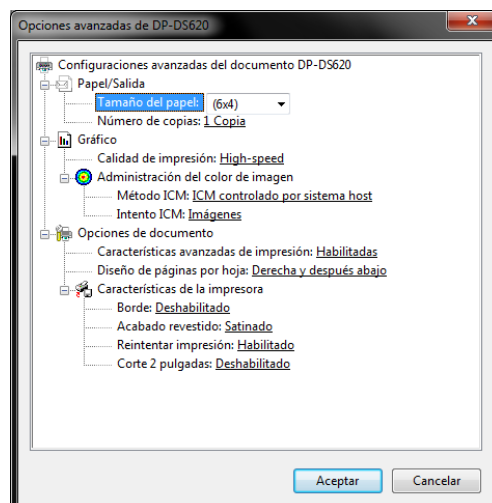 Opciones avanzadas de DP-DS620
Configuraciones avanzadas del documento DP-DS620
Papel/Salida
Tamaño del papel: (6x4)
Número de copias: 1 Copia
Gráfico
Calidad de impresión: High-speed
Administración del color de imagen
Método ICM: ICM controlado por sistema host
Intento ICM: Imágenes
Opciones de documento
Características avanzadas de impresión: Habilitadas
Diseño de páginas por hoja: Derecha y después abajo
Características de la impresora
Borde: Deshabilitado
Acabado revestido: Satinado
Reintentar impresión: Habilitado
Corte 2 pulgadas: Deshabilitado
Aceptar Cancelar